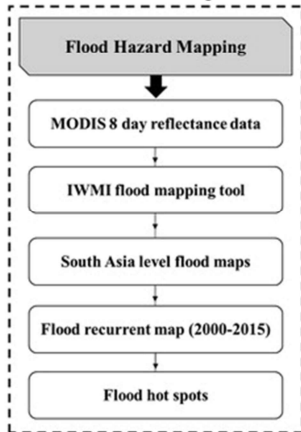 Flood Hazard Mapping
MODIS 8 day reflectance data
IWMI flood mapping tool
South Asia level flood maps
Flood recurrent map (2000-2015)
Flood hot spots